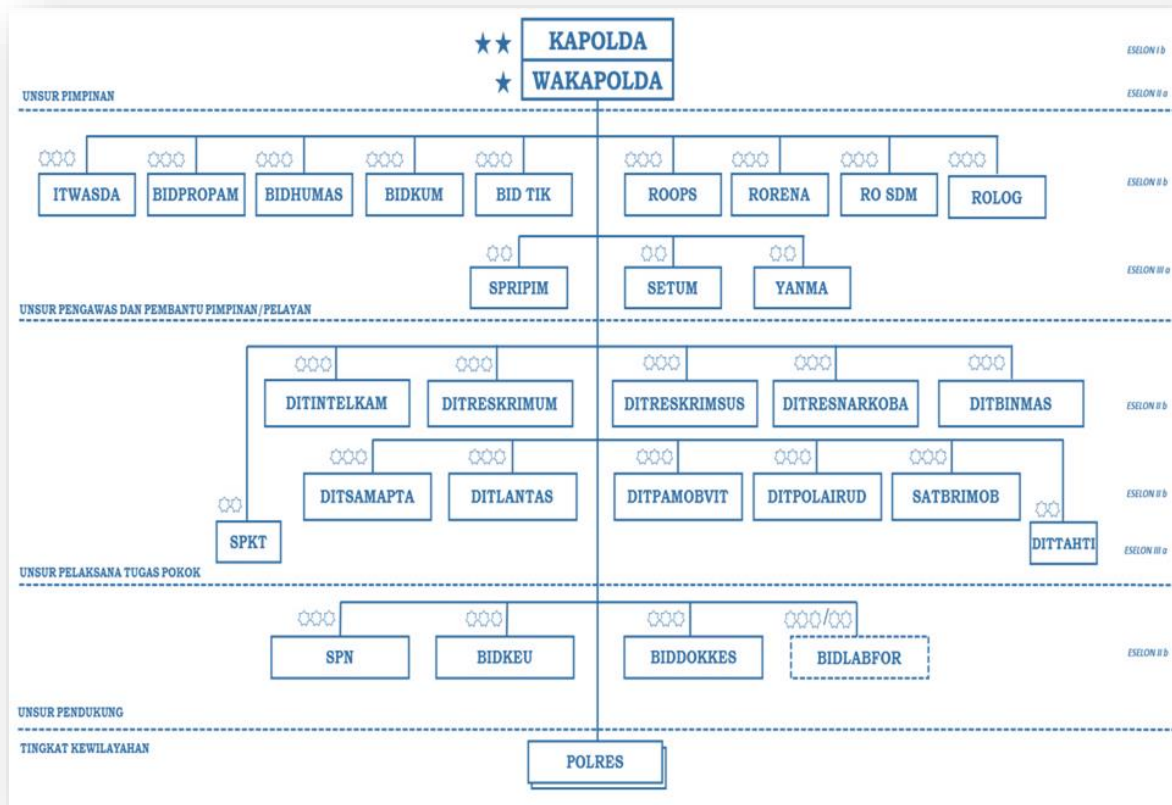 KAPOLDA
ESELON I b
WAKAPOLDA
ESELON II a
UNSUR PIMPINAN
ITWASDA
BIDPROPAM
BIDHUMAS
BIDKUM
BID TIK
ROOPS
RORENA
RO SDM
ROLOG
ESELON II b
SPRIPIM
SETUM
YANMA
ESELON III a
UNSUR PENGAWAS DAN PEMBANTU PIMPINAN/PELAYAN
DITINTELKAM
DITRESKRIMUM
DITRESKRIMSUS
DITRESNARKOBA
DITBINMAS
ESELON II b
DITSAMAPTA
DITLANTAS
DITPAMOBVIT
DITPOLAIRUD
SATBRIMOB
ESELON II b
SPKT
DITTAHTI
ESELON III a
UNSUR PELAKSANA TUGAS POKOK
SPN
BIDKEU
BIDDOKKES
BIDLABFOR
ESELON II b
UNSUR PENDUKUNG
TINGKAT KEWILAYAHAN
POLRES